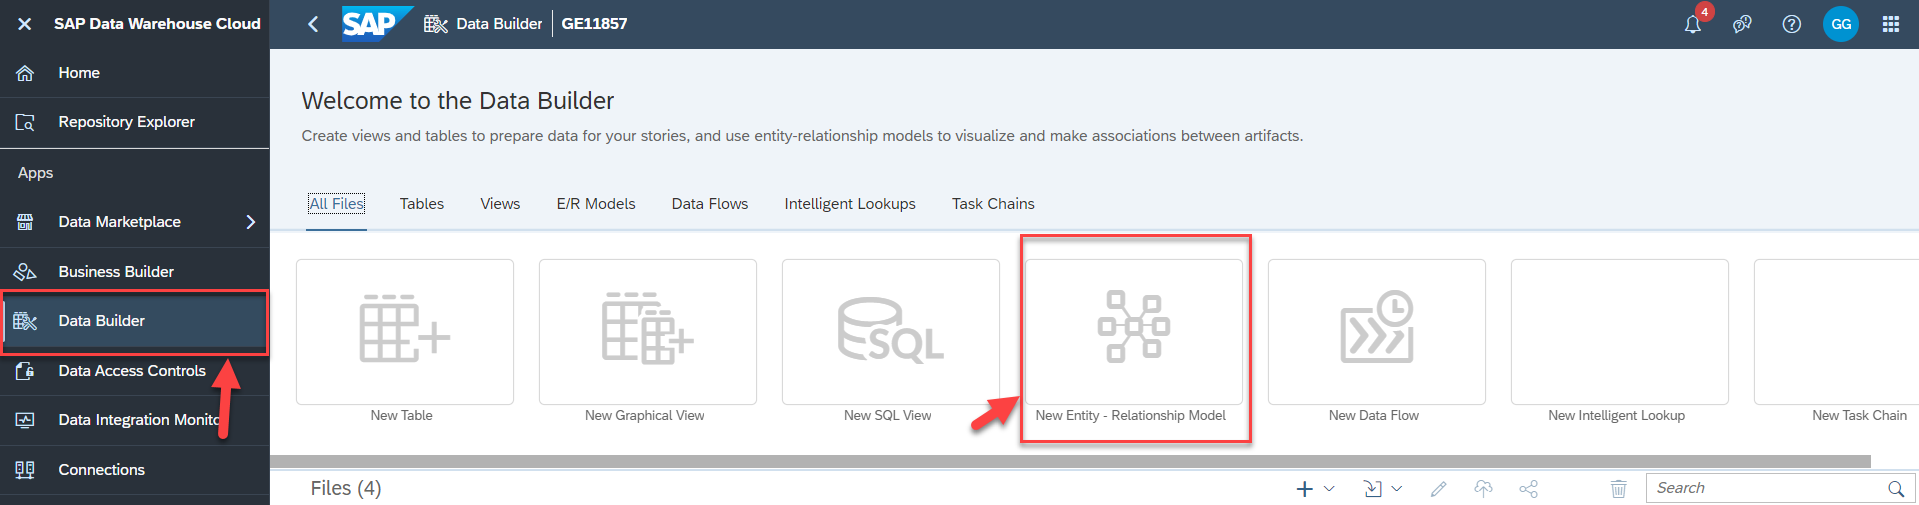 SAP Data Warehouse Cloud
Home
Repository Explorer
Apps
Data Marketplace
Business Builder
Data Builder
Data Access Controls
Data Integration Monito
Connections
SAP Data Builder GE11857
4
GG
Welcome to the Data Builder
Create views and tables to prepare data for your stories, and use entity-relationship models to visualize and make associations between artifacts.
All Files Tables Views E/R Models Data Flows Intelligent Lookups Task Chains
SQL
New Table New Graphical View New SQL View New Entity - Relationship Model New Data Flow New Intelligent Lookup New Task Chain
Files (4)
Search